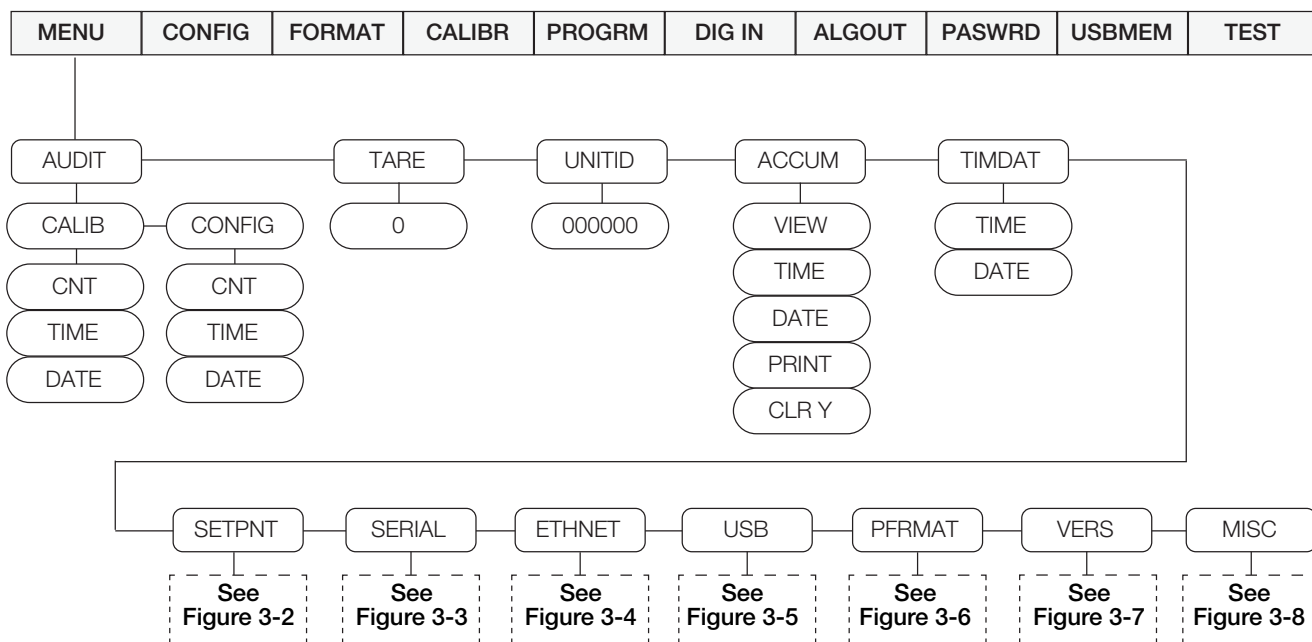 MENU CONFIG FORMAT CALIBR PROGRM DIG IN ALGOUT PASWRD USBMEM TEST
AUDIT TARE UNITID ACCUM TIMDAT
CALIB CONFIG 0 000000 VIEW TIME
CNT CNT TIME DATE
TIME TIME DATE
DATE DATE PRINT
CLR Y
SETPNT SERIAL ETHNET USB PFRMAT VERS MISC
See See See See See See See
Figure 3-2 Figure 3-3 Figure 3-4 Figure 3-5 Figure 3-6 Figure 3-7 Figure 3-8